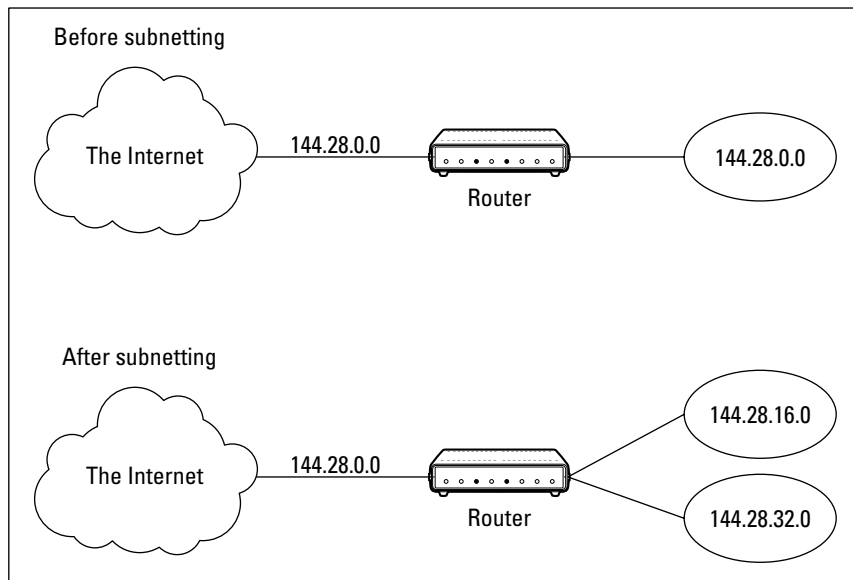 Before subnetting
The Internet
144.28.0.0
Router
144.28.0.0
After subnetting
The Internet
144.28.0.0
Router
144.28.16.0
144.28.32.0